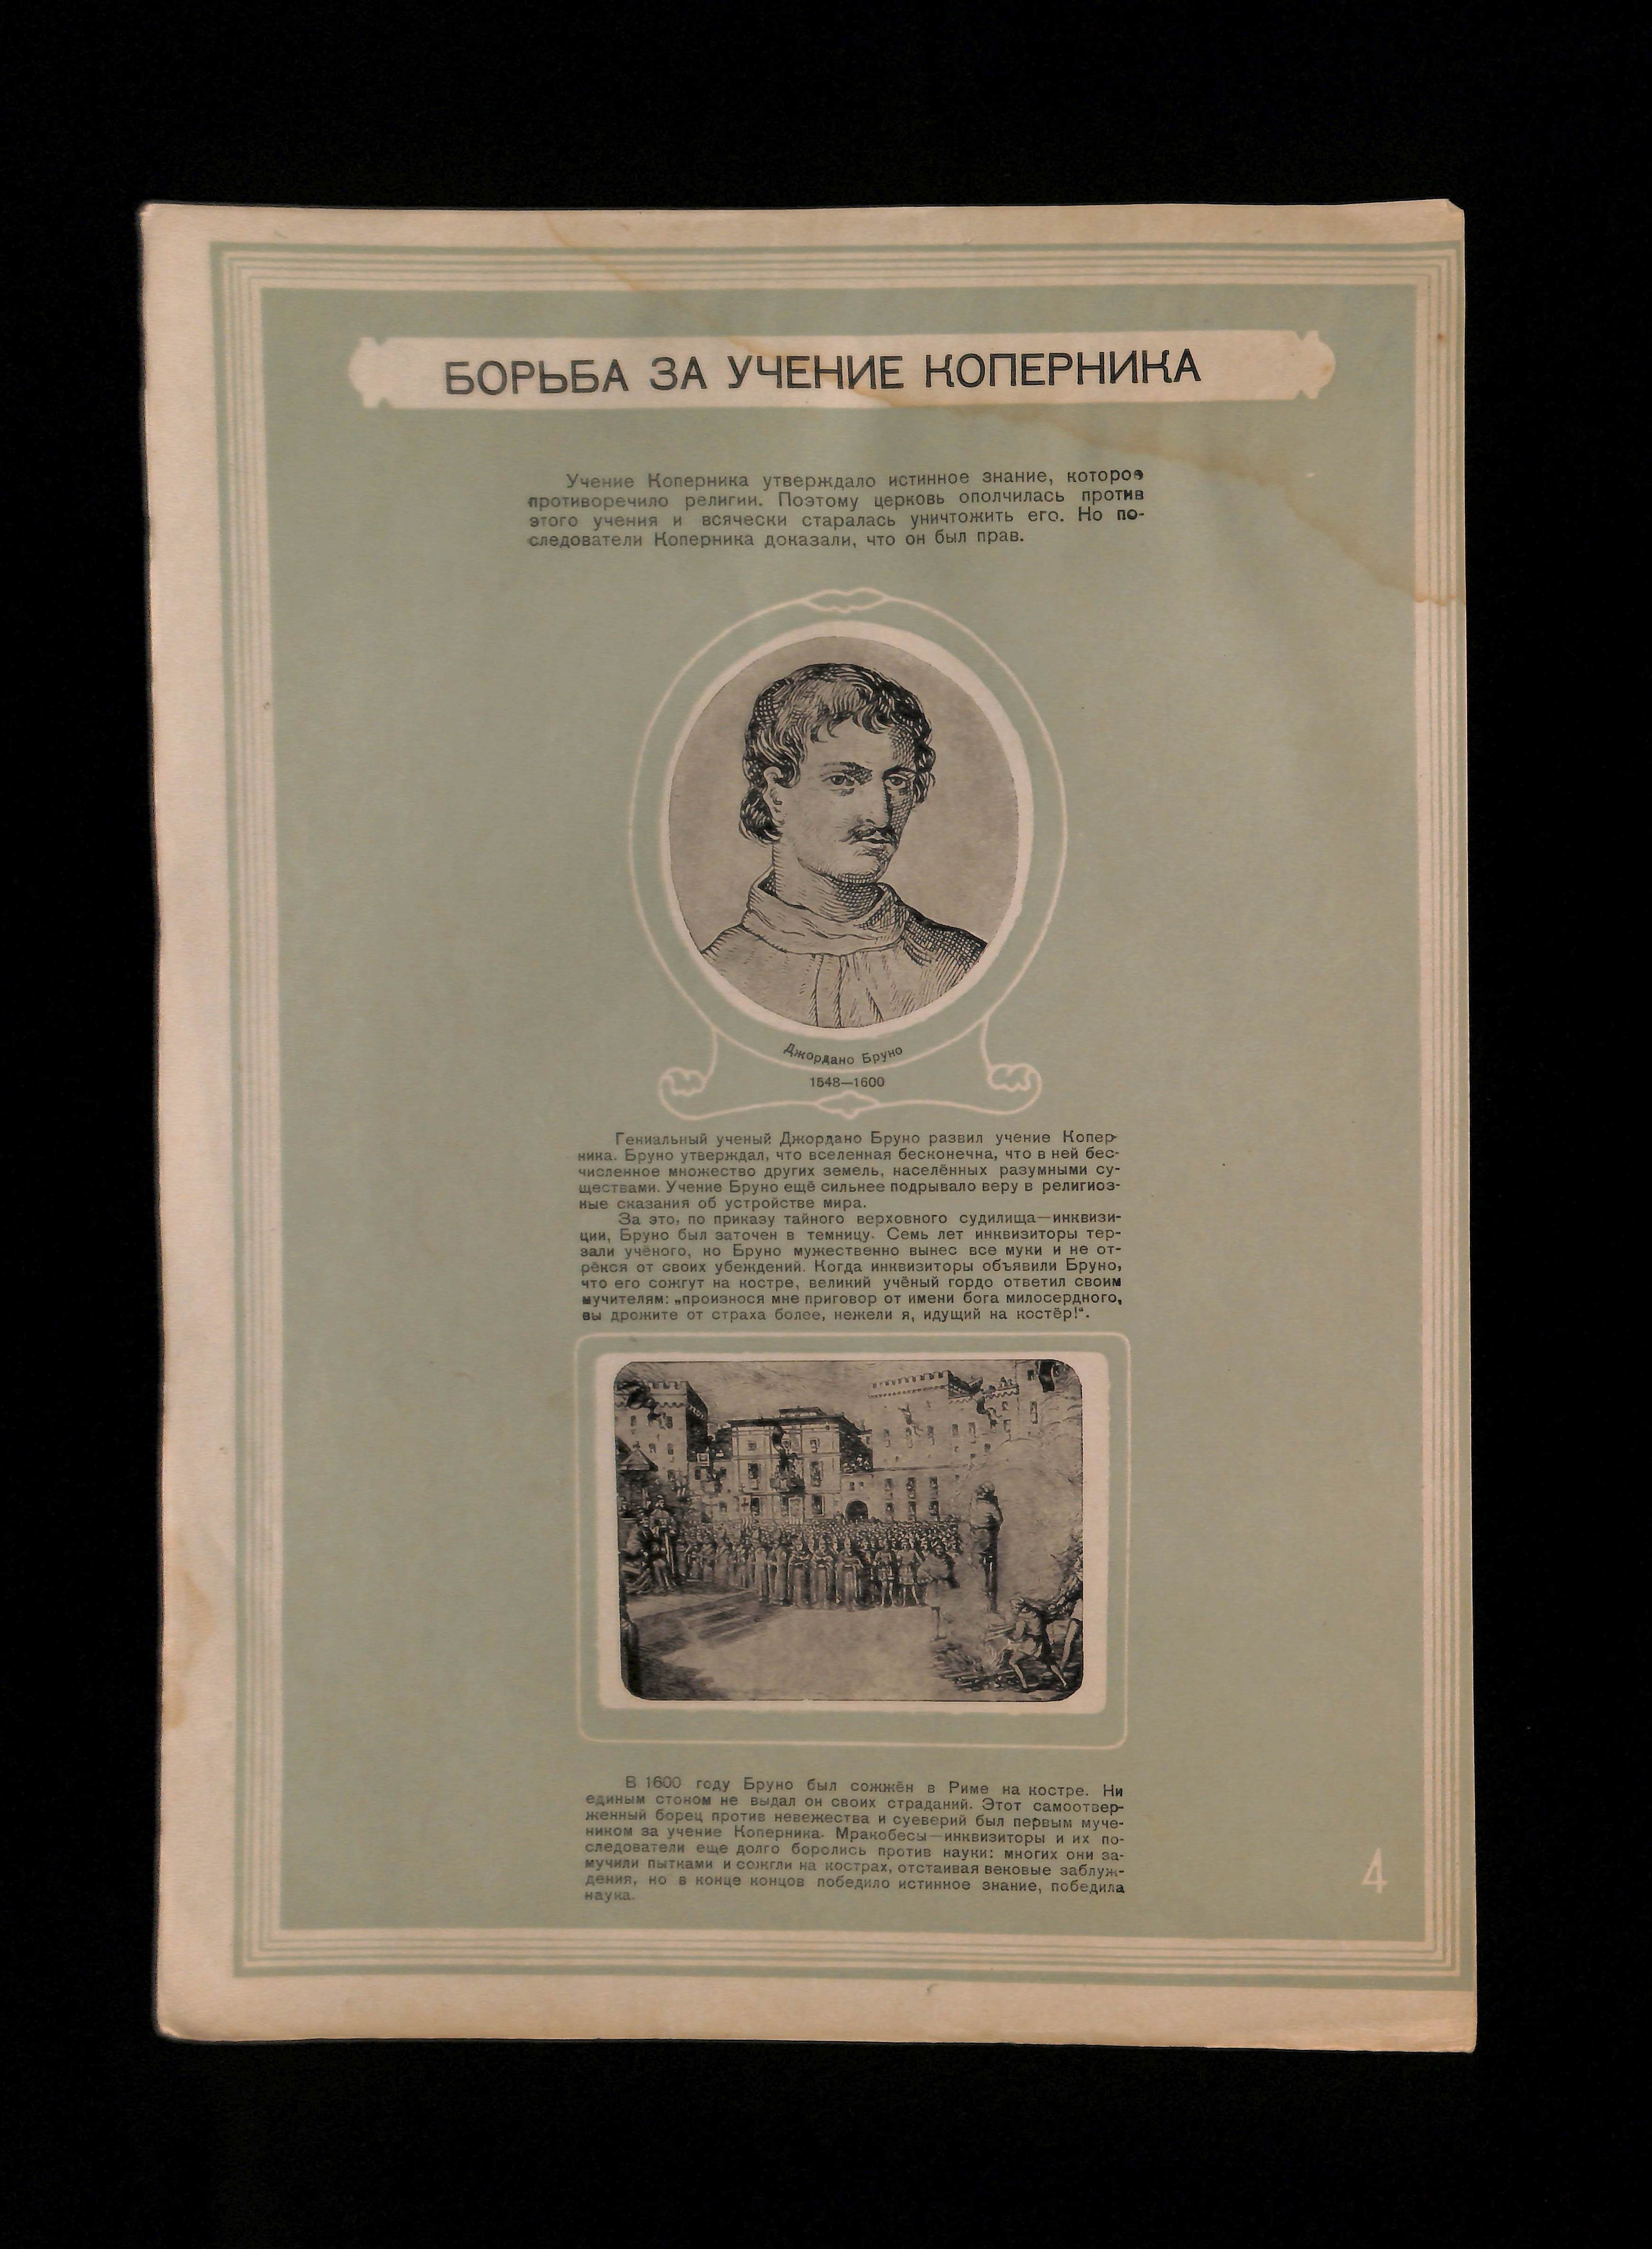 БОРЬБА ЗА УЧЕНИЕ КОПЕРНИКА
Учение Коперника утверждало истинное знание, которое
противоречило религии. Поэтому церковь ополчилась против
этого учения и всячески старалась уничтожить его. Но по-
следователи Коперника доказали, что он был прав.
Джордано Бруно
1548—1600
Гениальный ученый Джордано Бруно развил учение Копер-
ника. Бруно утверждал, что вселенная бесконечна, что в ней бес-
численное множество других земель, населённых разумными су-
ществами. Учение Бруно ещё сильнее подрывало веру в религиоз-
ные сказания об устройстве мира.
За это, по приказу тайного верховного судилища—инквизи-
ции, Бруно был заточен в темницу. Семь лет инквизиторы тер-
зали учёного, но Бруно мужественно вынес все муки и не от-
рёкся от своих убеждений. Когда инквизиторы объявили Бруно,
что его сожгут на костре, великий учёный гордо ответил своим
мучителям: „произнося мне приговор от имени бога милосердного,
вы дрожите от страха более, нежели я, идущий на костёр!“.
В 1600 году Бруно был сожжён в Риме на костре. Ни
единым стоном не выдал он своих страданий. Этот самоотвер-
женный борец против невежества и суеверий был первым муче-
ником за учение Коперника. Мракобесы—инквизиторы и их по-
следователи еще долго боролись против науки: многих они за-
мучили пытками и сожгли на кострах, отстаивая вековые заблуж-
дения, но в конце концов победило истинное знание, победила
наука.
4